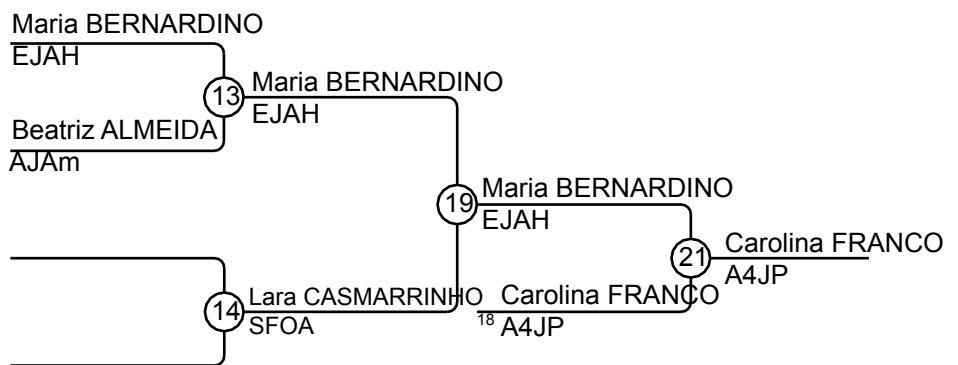 Maria BERNARDINO
EJAH
13
Maria BERNARDINO
EJAH
Beatriz ALMEIDA
AJAm
19
Maria BERNARDINO
EJAH
21
Carolina FRANCO
A4JP
14
Lara CASMARRINHO
SFOA
18
Carolina FRANCO
A4JP